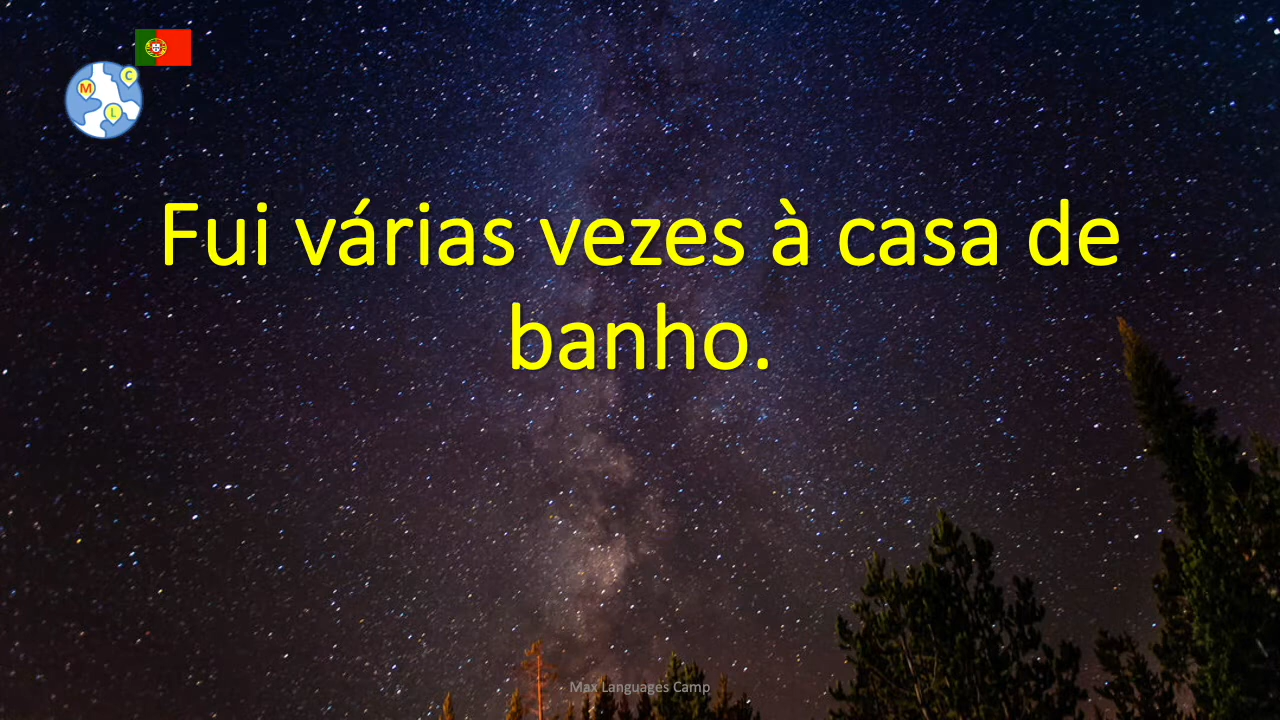 C
M
L
Fui várias vezes à casa de
banho.
Max Languages Camp